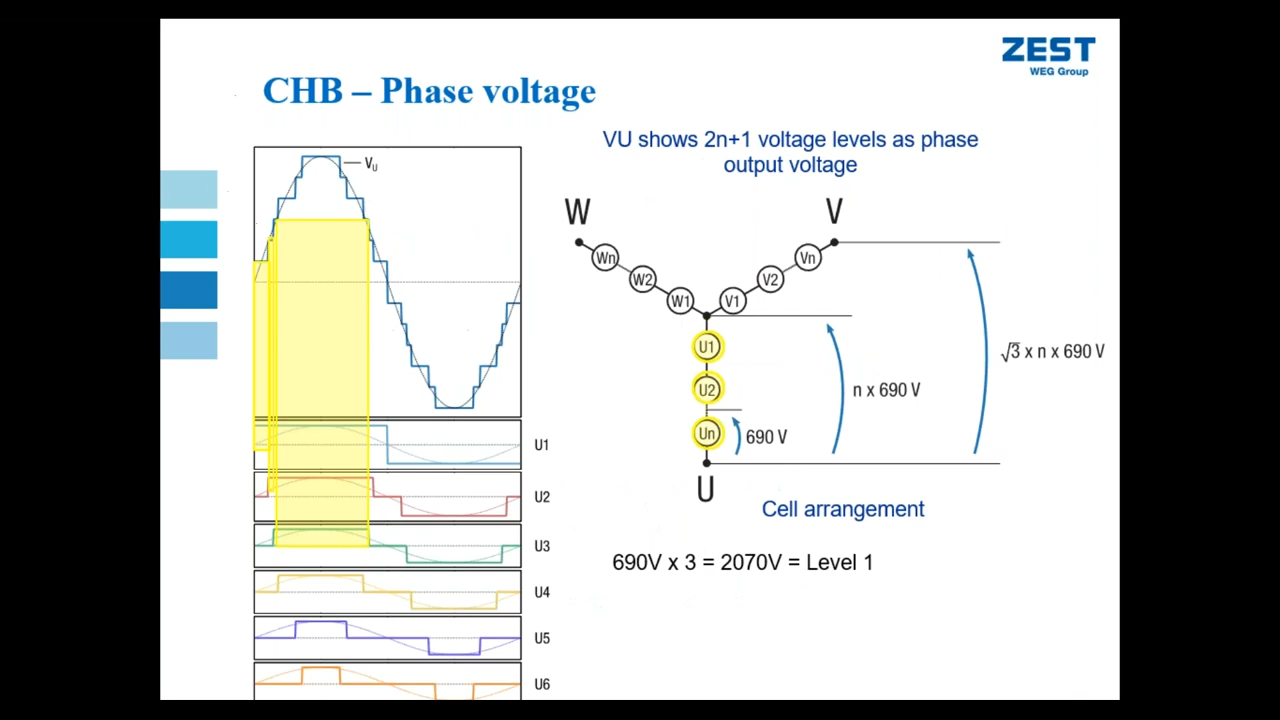 ZEST
WEG Group
CHB – Phase voltage
VU shows 2n+1 voltage levels as phase
output voltage
VU
W
V
Wn
W2
W1
V1
V2
Vn
U1
U2
Un
U
690 V
n x 690 V
√3 x n x 690 V
Cell arrangement
690V x 3 = 2070V = Level 1
U1
U2
U3
U4
U5
U6